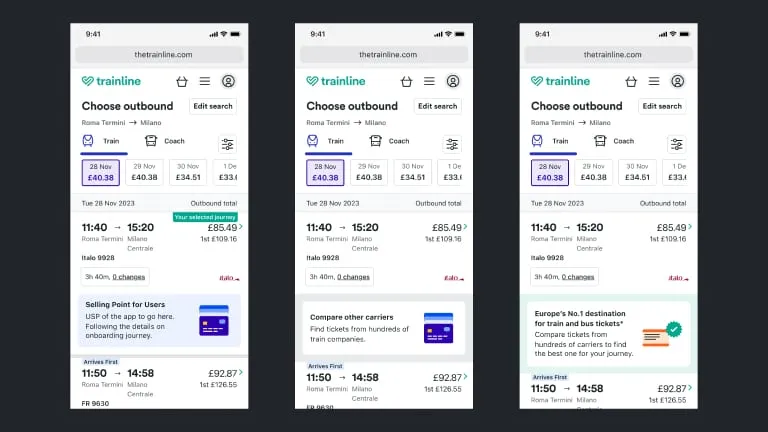 9:41
thetrainline.com
trainline
Choose outbound
Edit search
Roma Termini → Milano
Train
Coach
28 Nov 29 Nov 30 Nov 1 De
£40.38 £40.38 £34.51 £33.6
Tue 28 Nov 2023 Outbound total
Your selected journey
11:40 → 15:20 £85.49
Roma Termini Milano Centrale 1st £109.16
Italo 9928
3h 40m, 0 changes
italo
Selling Point for Users
USP of the app to go here.
Following the details on
onboarding journey.
Arrives First
11:50 → 14:58 £92.87
Roma Termini Milano Centrale 1st £126.55
FR 9630
9:41
thetrainline.com
trainline
Choose outbound
Edit search
Roma Termini → Milano
Train
Coach
28 Nov 29 Nov 30 Nov 1 De
£40.38 £40.38 £34.51 £33.6
Tue 28 Nov 2023 Outbound total
11:40 → 15:20 £85.49
Roma Termini Milano Centrale 1st £109.16
Italo 9928
3h 40m, 0 changes
italo
Compare other carriers
Find tickets from hundreds of
train companies.
Arrives First
11:50 → 14:58 £92.87
Roma Termini Milano Centrale 1st £126.55
FR 9630
9:41
thetrainline.com
trainline
Choose outbound
Edit search
Roma Termini → Milano
Train
Coach
28 Nov 29 Nov 30 Nov 1 De
£40.38 £40.38 £34.51 £33.6
Tue 28 Nov 2023 Outbound total
11:40 → 15:20 £85.49
Roma Termini Milano Centrale 1st £109.16
Italo 9928
3h 40m, 0 changes
italo
Europe's No.1 destination
for train and bus tickets*
Compare tickets from
hundreds of carriers to find
the best one for your journey.
Arrives First
11:50 → 14:58 £92.87
Roma Termini Milano Centrale 1st £126.55